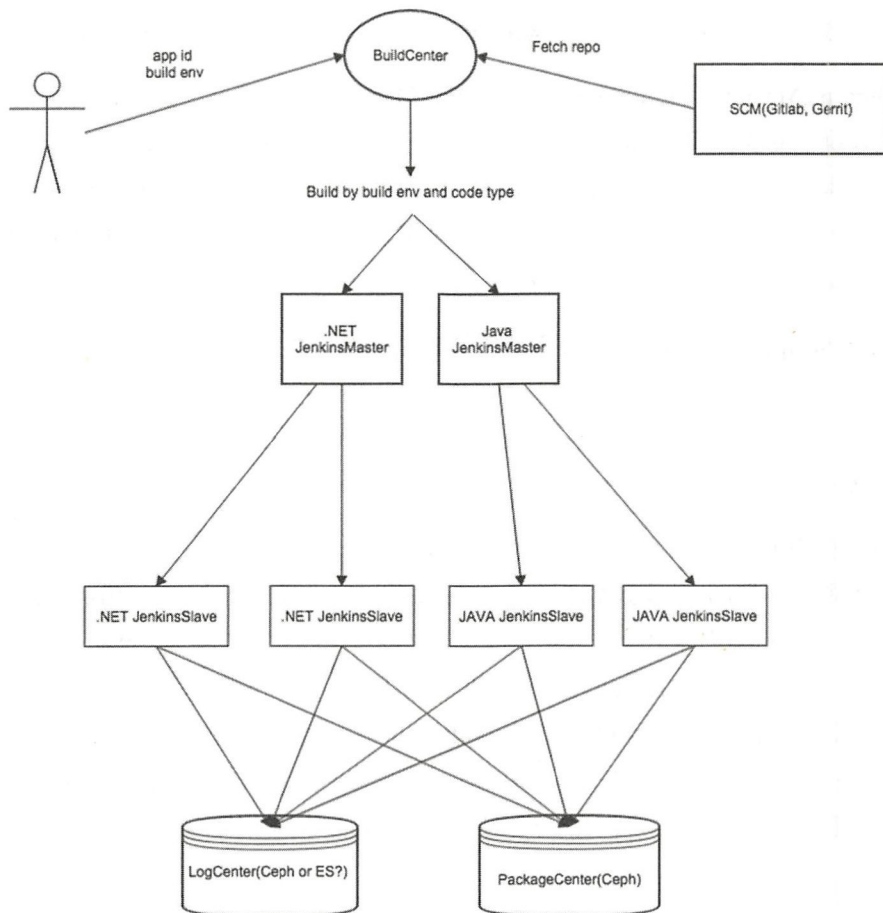 app id
build env
BuildCenter
Fetch repo
SCM(Gitlab, Gerrit)
Build by build env and code type
.NET
JenkinsMaster
Java
JenkinsMaster
.NET JenkinsSlave
.NET JenkinsSlave
JAVA JenkinsSlave
JAVA JenkinsSlave
LogCenter(Ceph or ES?)
PackageCenter(Ceph)